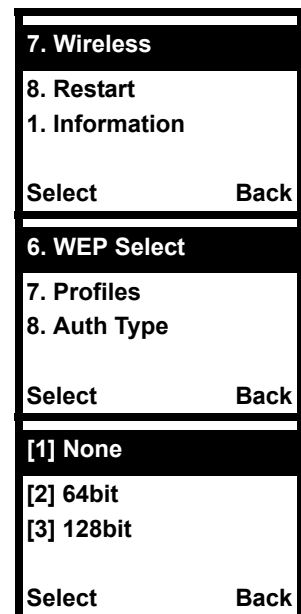 7. Wireless
8. Restart
1. Information
Select Back
6. WEP Select
7. Profiles
8. Auth Type
Select Back
[1] None
[2] 64bit
[3] 128bit
Select Back